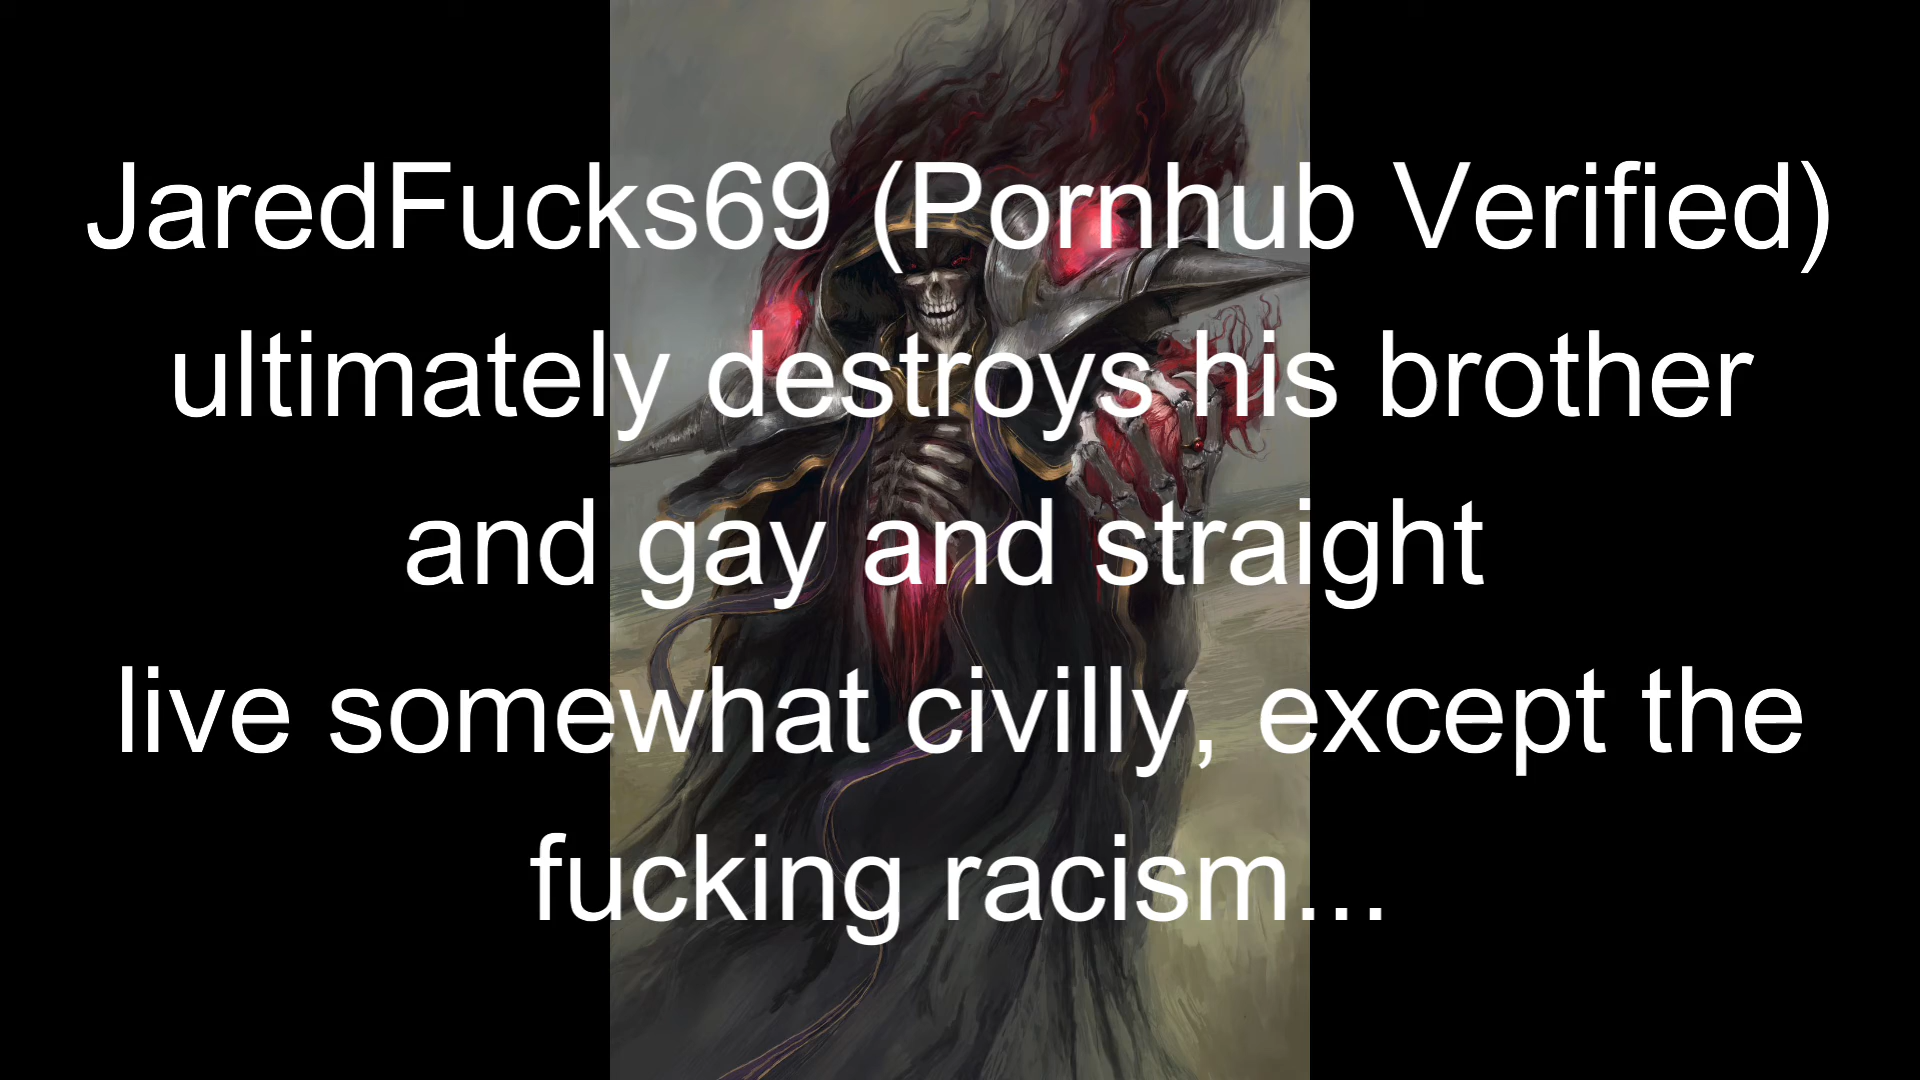 JaredFucks69 (Pornhub Verified)
ultimately destroys his brother
and gay and straight
live somewhat civilly, except the
fucking racism...